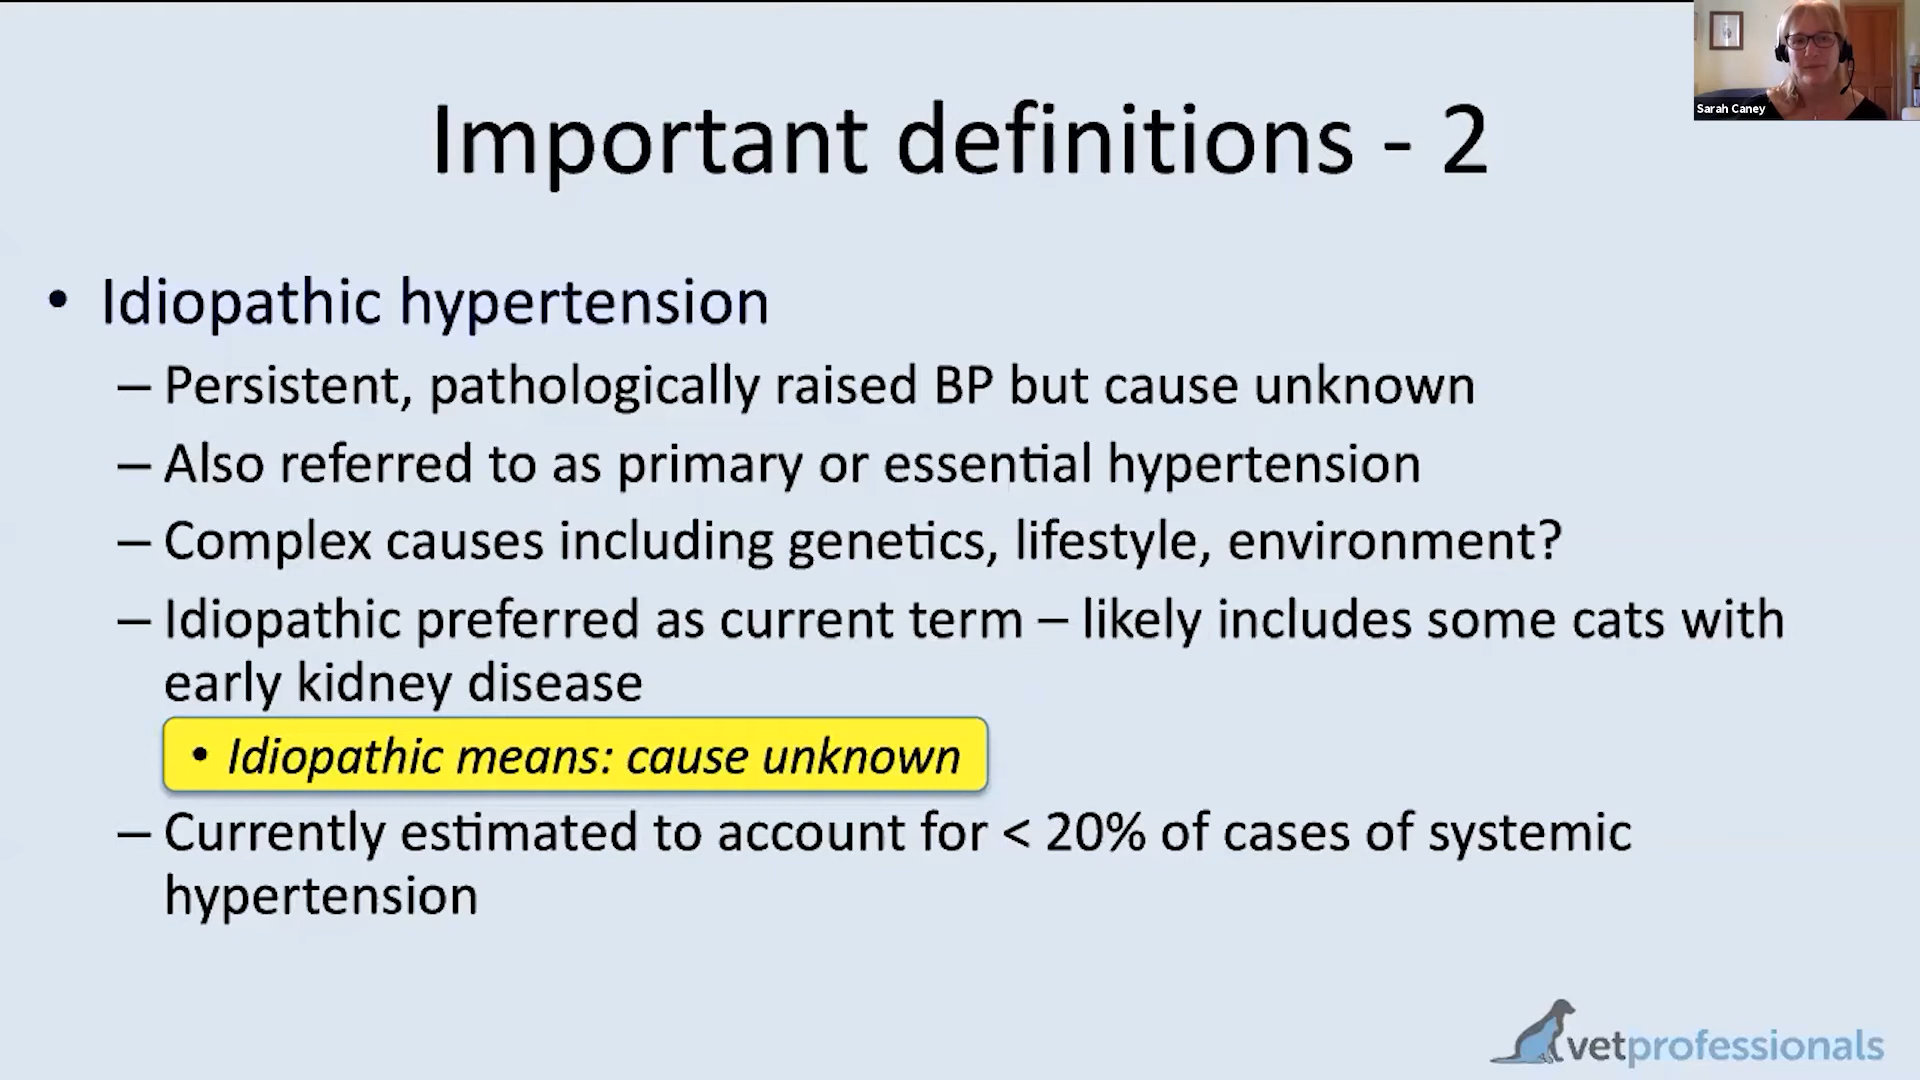 Sarah Caney
Important definitions - 2
• Idiopathic hypertension
– Persistent, pathologically raised BP but cause unknown
– Also referred to as primary or essential hypertension
– Complex causes including genetics, lifestyle, environment?
– Idiopathic preferred as current term – likely includes some cats with
early kidney disease
• Idiopathic means: cause unknown
– Currently estimated to account for < 20% of cases of systemic
hypertension
vetprofessionals